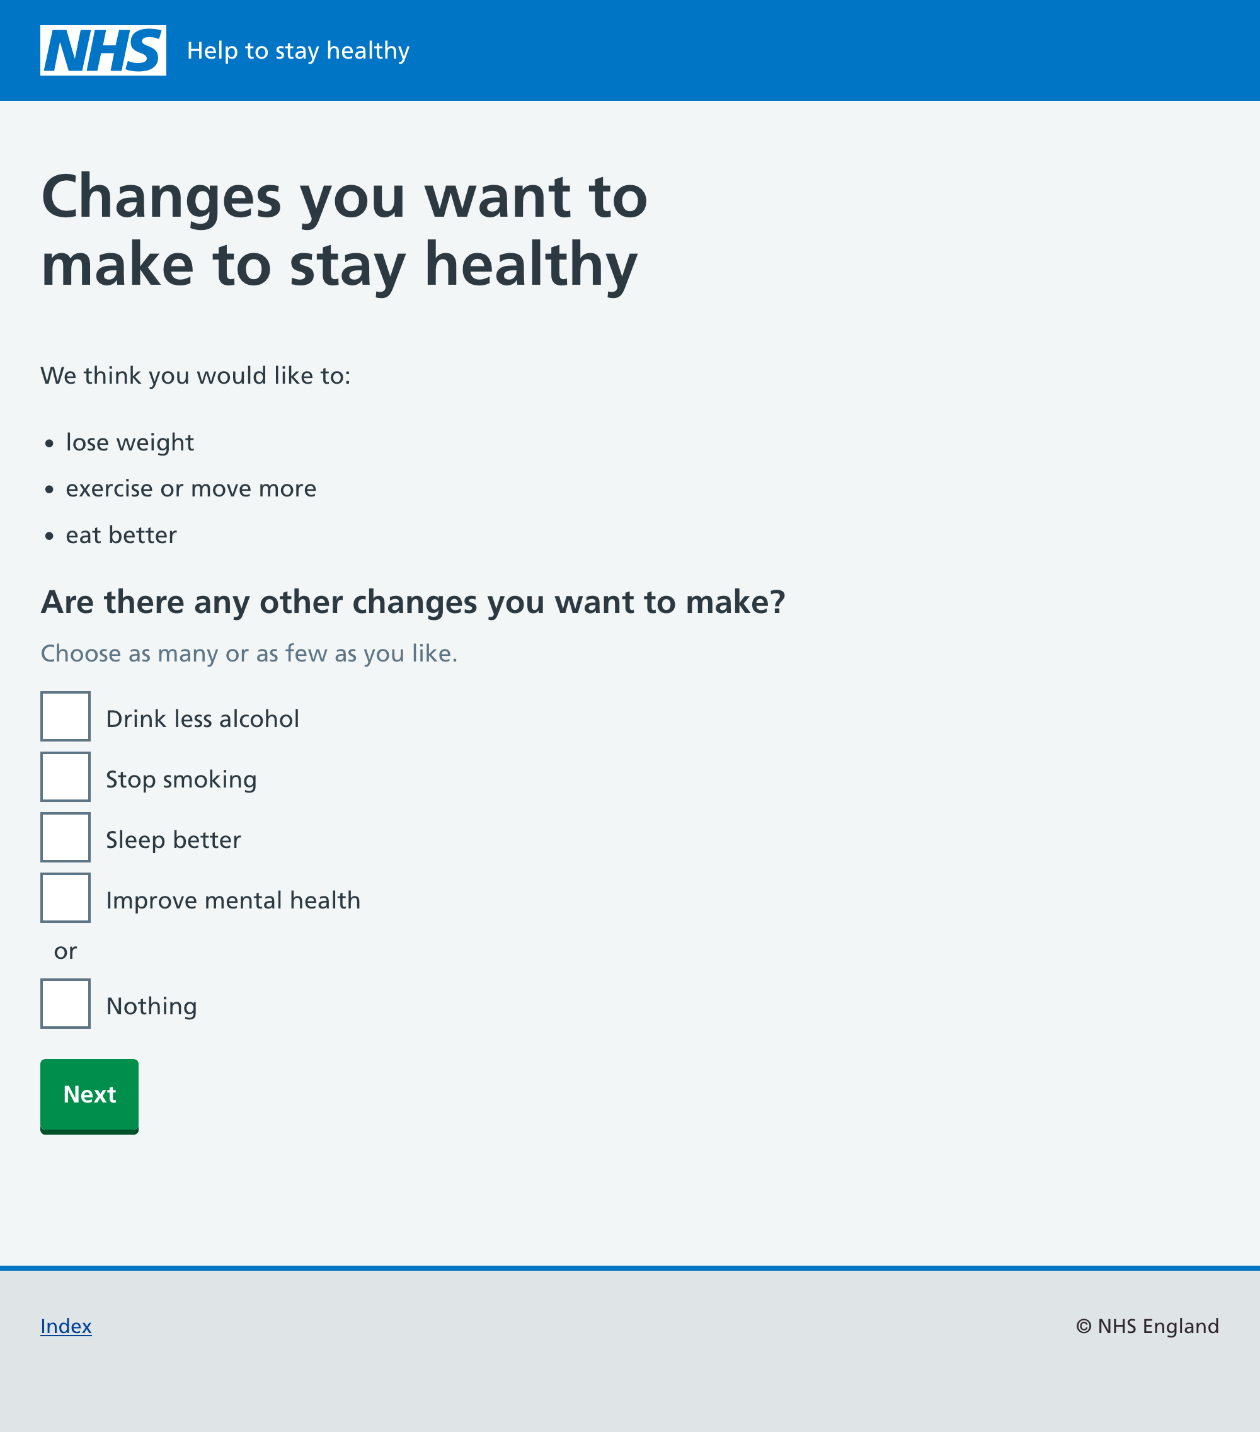 NHS Help to stay healthy
Changes you want to
make to stay healthy
We think you would like to:
• lose weight
• exercise or move more
• eat better
Are there any other changes you want to make?
Choose as many or as few as you like.
Drink less alcohol
Stop smoking
Sleep better
Improve mental health
or
Nothing
Next
Index
© NHS England